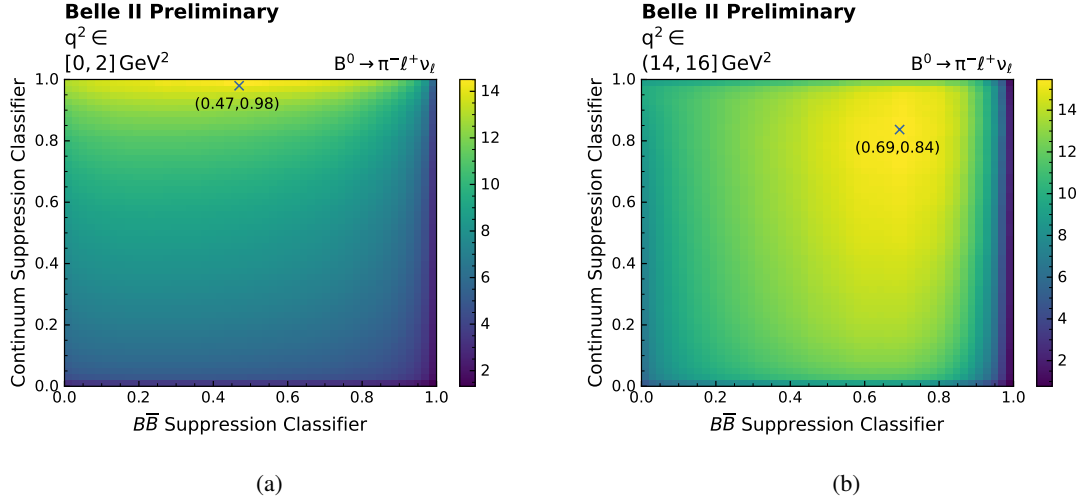 Belle II Preliminary
q² ∈
[0, 2] GeV²
B⁰ → π⁻ℓ⁺νℓ
Continuum Suppression Classifier
1.0
0.8
0.6
0.4
0.2
0.0
(0.47,0.98)
0.0 0.2 0.4 0.6 0.8 1.0
BB̅ Suppression Classifier
14
12
10
8
6
4
2
(a)
Belle II Preliminary
q² ∈
(14, 16] GeV²
B⁰ → π⁻ℓ⁺νℓ
Continuum Suppression Classifier
1.0
0.8
0.6
0.4
0.2
0.0
(0.69,0.84)
0.0 0.2 0.4 0.6 0.8 1.0
BB̅ Suppression Classifier
14
12
10
8
6
4
2
(b)